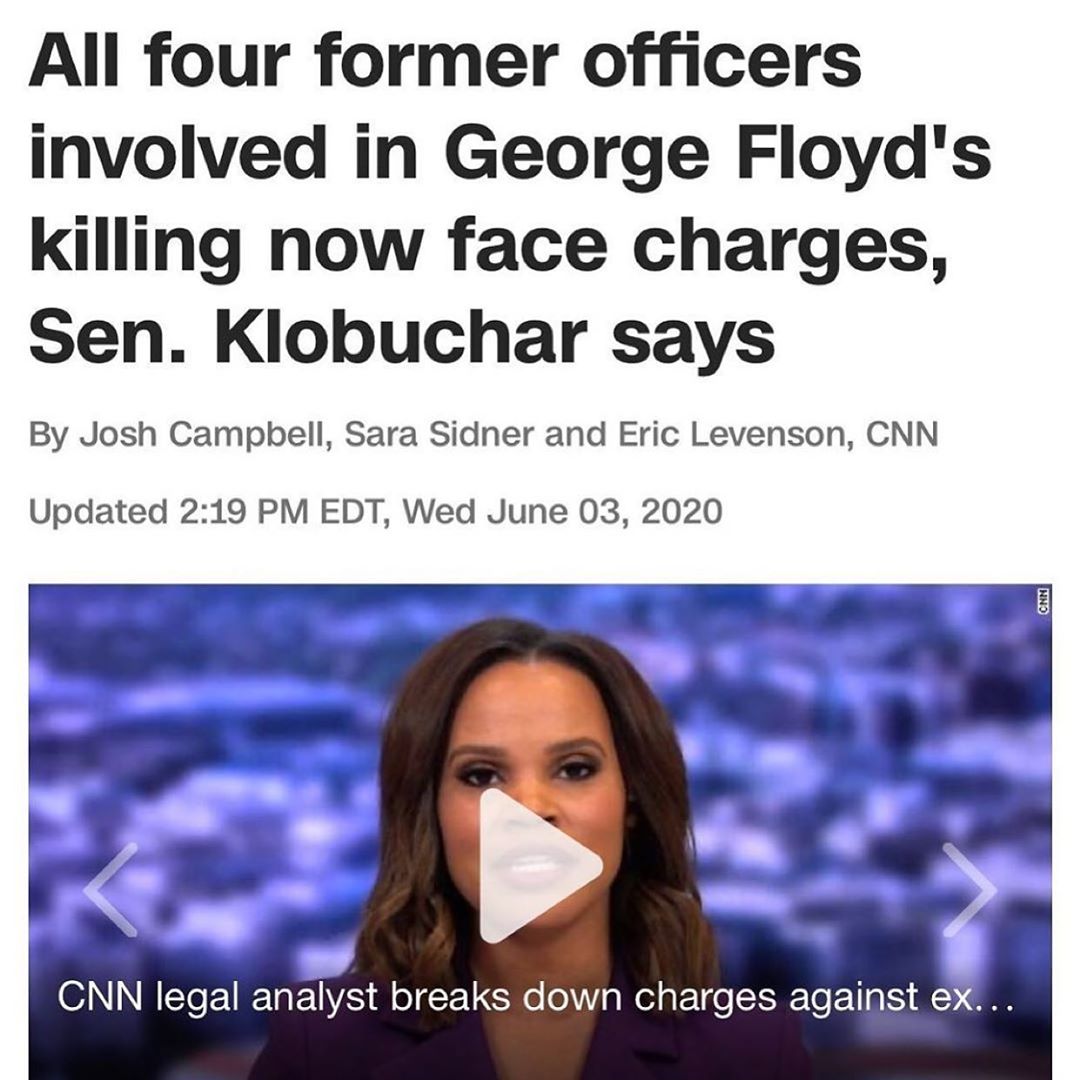 All four former officers
involved in George Floyd's
killing now face charges,
Sen. Klobuchar says
By Josh Campbell, Sara Sidner and Eric Levenson, CNN
Updated 2:19 PM EDT, Wed June 03, 2020
CNN
CNN legal analyst breaks down charges against ex...